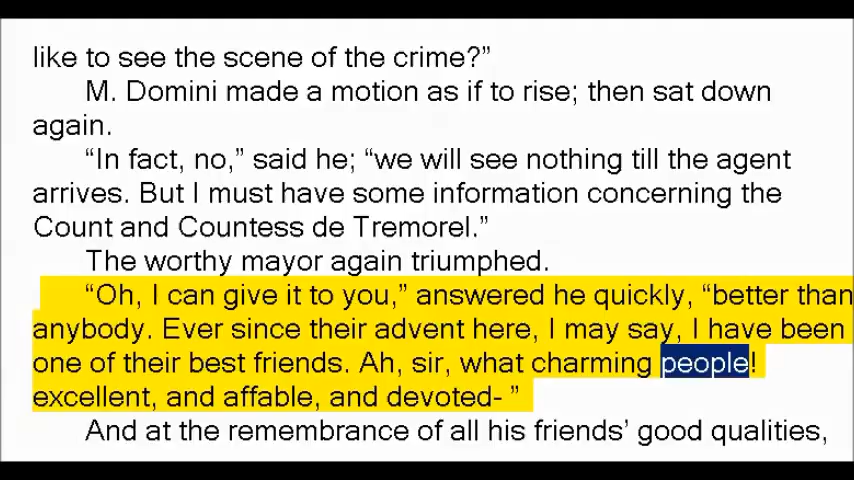 like to see the scene of the crime?”
M. Domini made a motion as if to rise; then sat down
again.
“In fact, no,” said he; “we will see nothing till the agent
arrives. But I must have some information concerning the
Count and Countess de Tremorel.”
The worthy mayor again triumphed.
“Oh, I can give it to you,” answered he quickly, “better than
anybody. Ever since their advent here, I may say, I have been
one of their best friends. Ah, sir, what charming people!
excellent, and affable, and devoted- ”
And at the remembrance of all his friends’ good qualities,